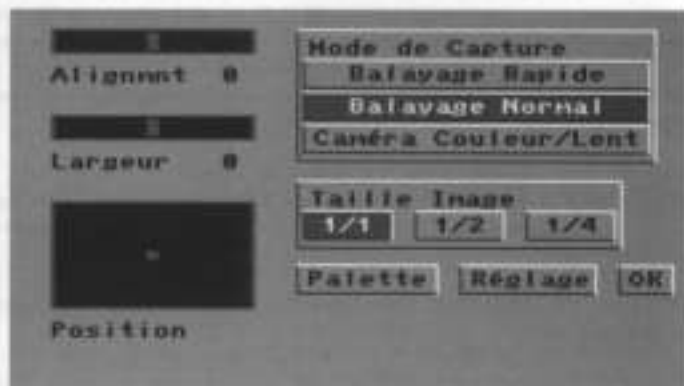 Alignmnt 0
Largeur 0
Position
Mode de Capture
Balayage Rapide
Balayage Normal
Caméra Couleur/Lent
Taille Image
1/1 1/2 1/4
Palette Réglage OK